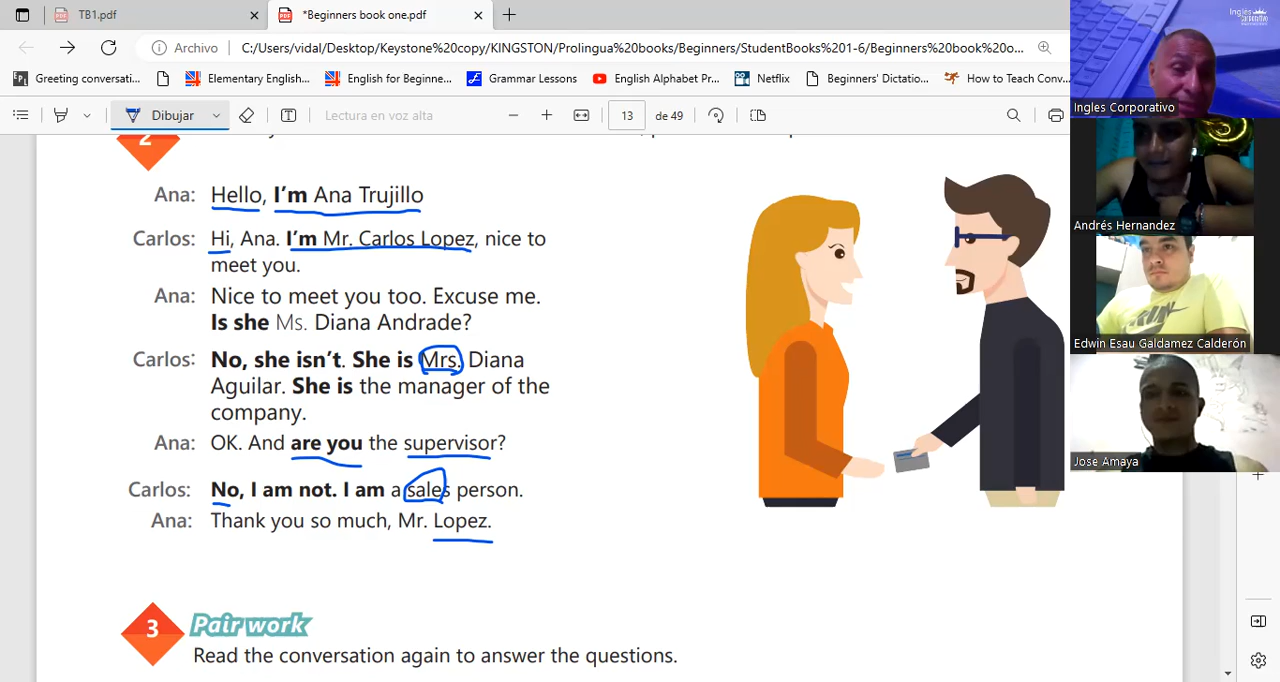 TB1.pdf
*Beginners book one.pdf
Archivo
C:/Users/vidal/Desktop/Keystone%20copy/KINGSTON/Prolingua%20books/Beginners/StudentBooks%201-6/Beginners%20book%20o...
Greeting conversati...
Elementary English...
English for Beginne...
Grammar Lessons
English Alphabet Pr...
Netflix
Beginners' Dictatio...
How to Teach Conv...
Dibujar
Lectura en voz alta
13 de 49
2
Ana: Hello, I'm Ana Trujillo
Carlos: Hi, Ana. I'm Mr. Carlos Lopez, nice to
meet you.
Ana: Nice to meet you too. Excuse me.
Is she Ms. Diana Andrade?
Carlos: No, she isn't. She is Mrs. Diana
Aguilar. She is the manager of the
company.
Ana: OK. And are you the supervisor?
Carlos: No, I am not. I am a sales person.
Ana: Thank you so much, Mr. Lopez.
3 Pair work
Read the conversation again to answer the questions.
Ingles Corporativo
Andrés Hernandez
Edwin Esau Galdamez Calderón
Jose Amaya